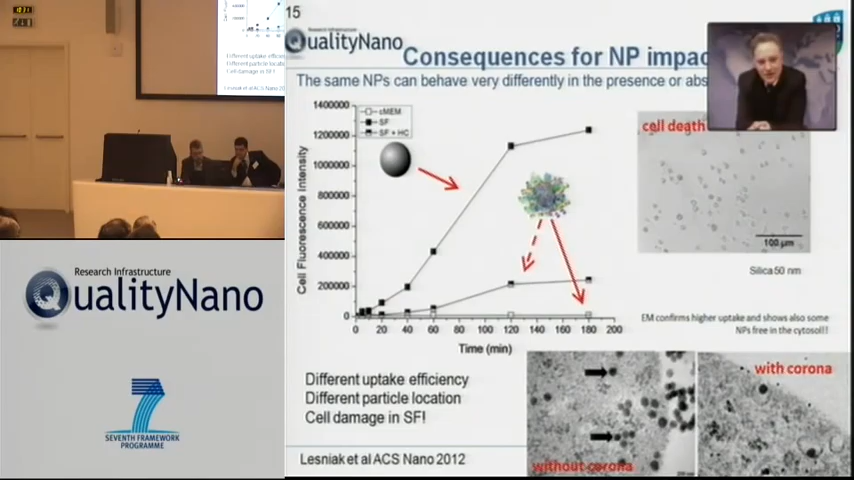 Different uptake efficien
Different particle locatio
Cell damage in SF!
Lesniak et al ACS Nano 2012
Research Infrastructure
QualityNano
SEVENTH FRAMEWORK
PROGRAMME
15
Research Infrastructure
QualityNano
Consequences for NP impac
The same NPs can behave very differently in the presence or abs
cMEM
SF
SF + HC
Cell Fluorescence Intensity
1400000
1200000
1000000
800000
600000
400000
200000
0
0 20 40 60 80 100 120 140 160 180 200
Time (min)
cell death
100 µm
Silica 50 nm
EM confirms higher uptake and shows also some
NPs free in the cytosol!!
Different uptake efficiency
Different particle location
Cell damage in SF!
without corona
with corona
Lesniak et al ACS Nano 2012